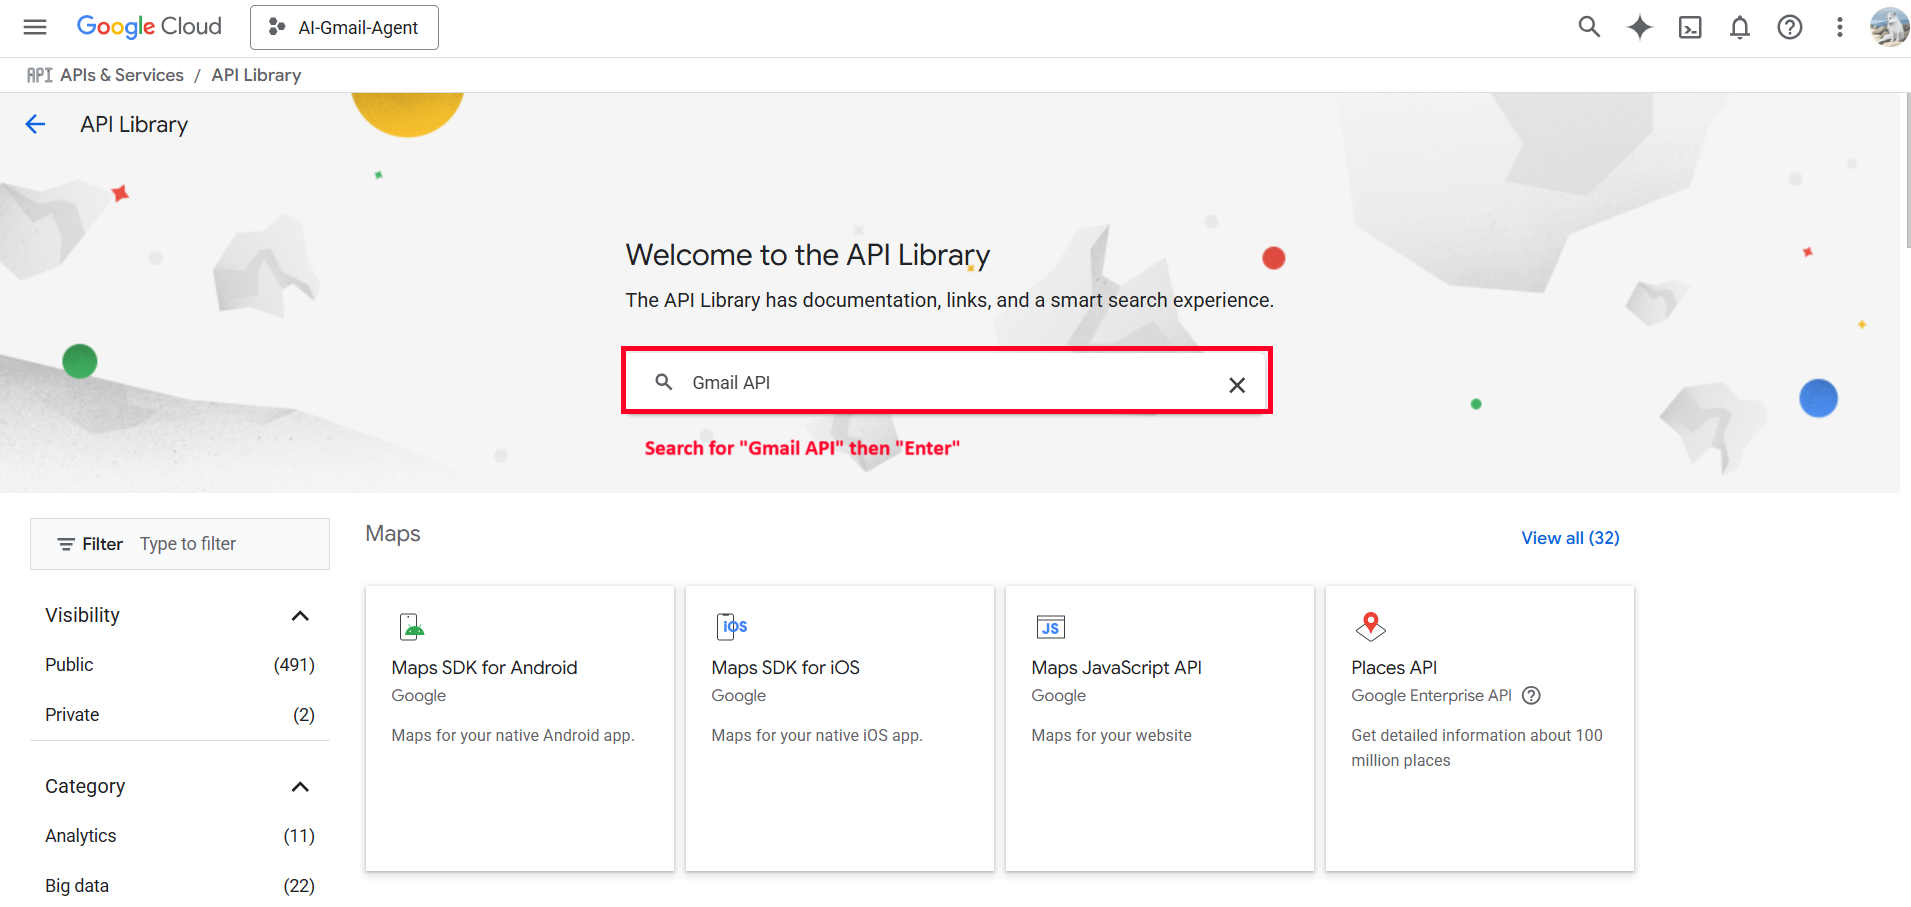 Google Cloud
AI-Gmail-Agent
API APIs & Services / API Library
API Library
Welcome to the API Library
The API Library has documentation, links, and a smart search experience.
Gmail API
Search for "Gmail API" then "Enter"
Filter Type to filter
Visibility
Public (491)
Private (2)
Category
Analytics (11)
Big data (22)
Maps
View all (32)
iOS
JS
Maps SDK for Android
Google
Maps for your native Android app.
Maps SDK for iOS
Google
Maps for your native iOS app.
Maps JavaScript API
Google
Maps for your website
Places API
Google Enterprise API
Get detailed information about 100
million places